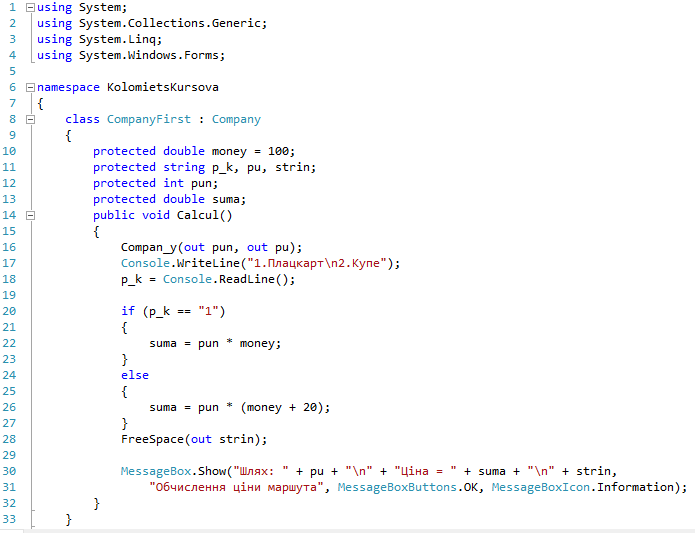 1 using System;
2 using System.Collections.Generic;
3 using System.Linq;
4 using System.Windows.Forms;
5
6 namespace KolomietsKursova
7 {
8 class CompanyFirst : Company
9 {
10 protected double money = 100;
11 protected string p_k, pu, strin;
12 protected int pun;
13 protected double suma;
14 public void Calcul()
15 {
16 Compan_y(out pun, out pu);
17 Console.WriteLine("1.Плацкарт\n2.Купе");
18 p_k = Console.ReadLine();
19
20 if (p_k == "1")
21 {
22 suma = pun * money;
23 }
24 else
25 {
26 suma = pun * (money + 20);
27 }
28 FreeSpace(out strin);
29
30 MessageBox.Show("Шлях: " + pu + "\n" + "Ціна = " + suma + "\n" + strin,
31 "Обчислення ціни маршута", MessageBoxButtons.OK, MessageBoxIcon.Information);
32 }
33 }